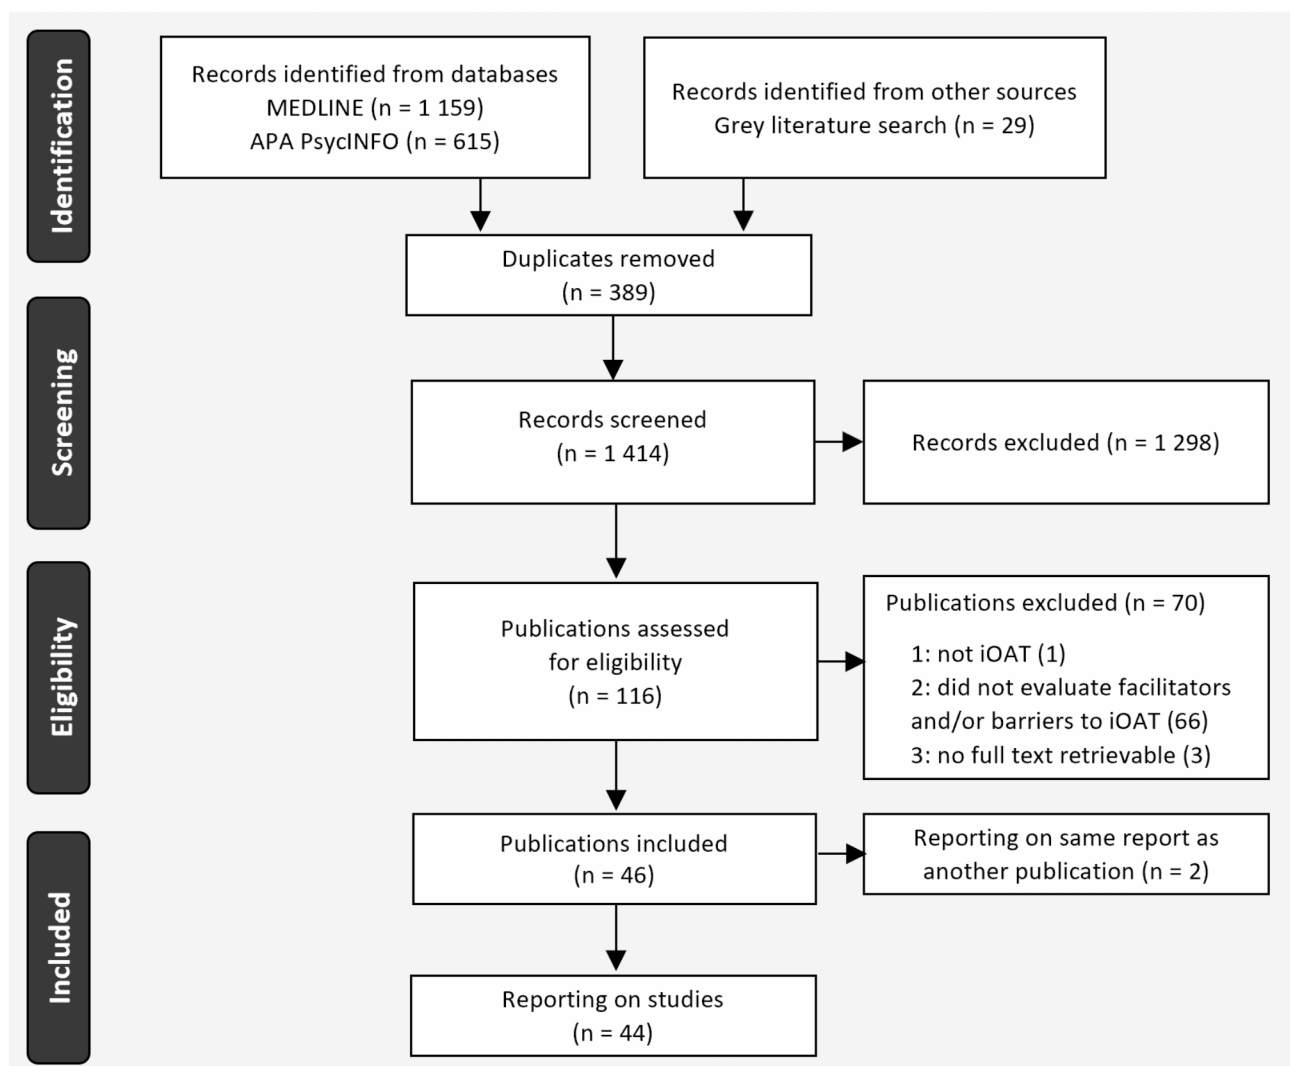 Identification
Records identified from databases
MEDLINE (n = 1 159)
APA PsycINFO (n = 615)
Records identified from other sources
Grey literature search (n = 29)
Duplicates removed
(n = 389)
Screening
Records screened
(n = 1 414)
Records excluded (n = 1 298)
Eligibility
Publications assessed
for eligibility
(n = 116)
Publications excluded (n = 70)
1: not iOAT (1)
2: did not evaluate facilitators
and/or barriers to iOAT (66)
3: no full text retrievable (3)
Included
Publications included
(n = 46)
Reporting on same report as
another publication (n = 2)
Reporting on studies
(n = 44)